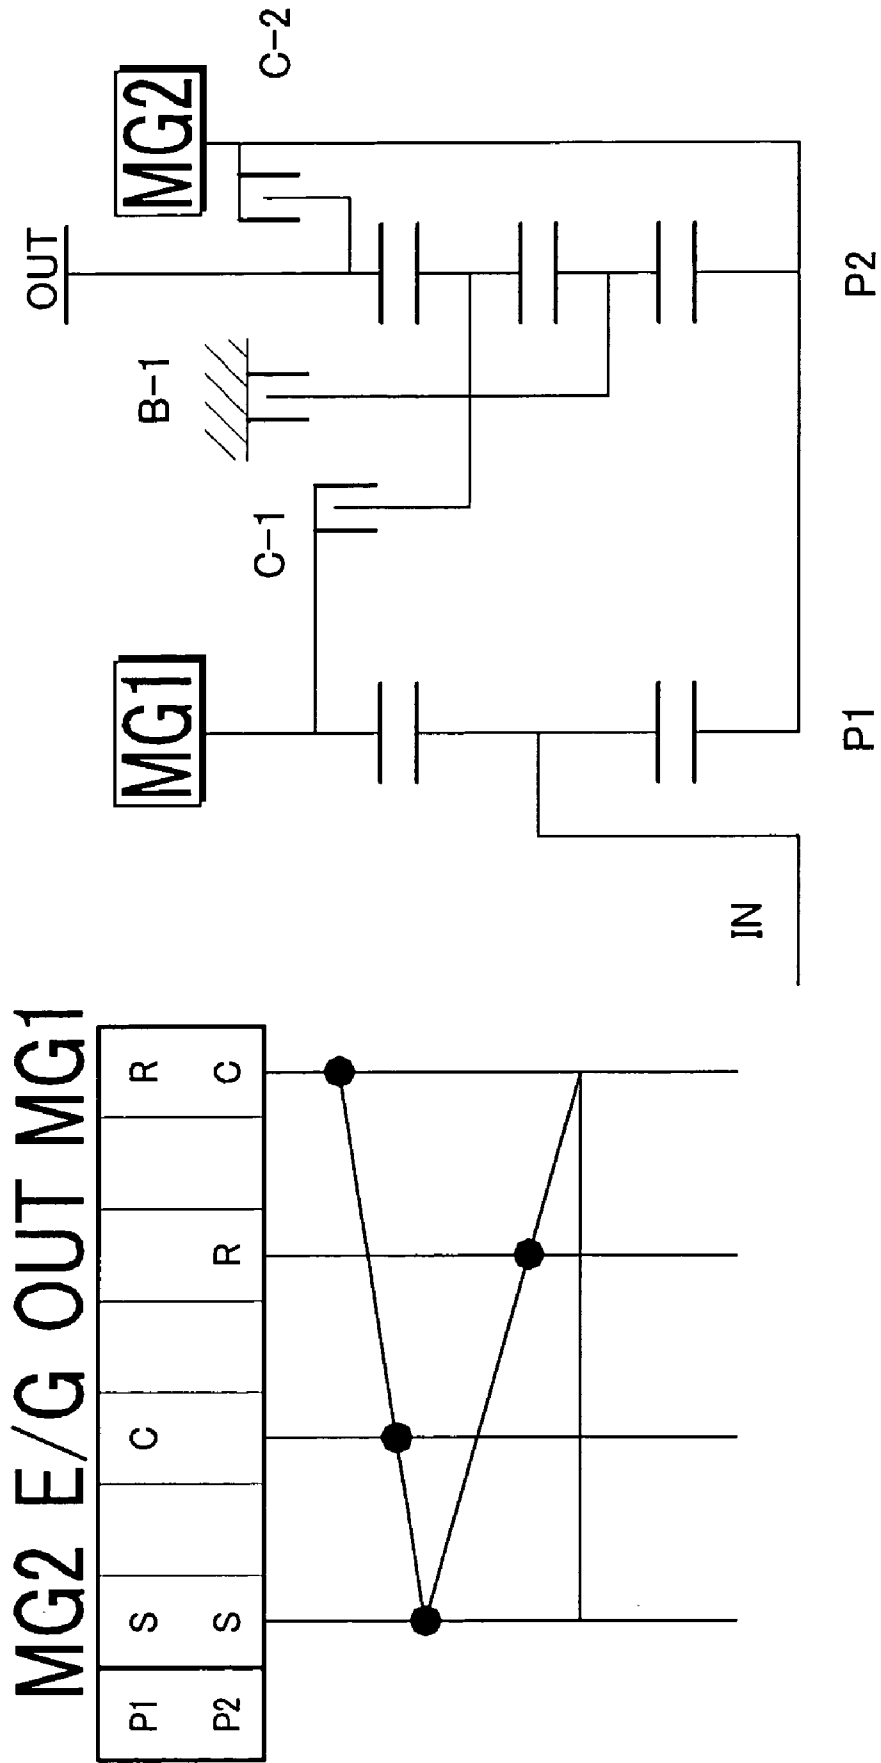 MG2 E/G OUT MG1
P1 S C R
P2 S R C
MG1
MG2
OUT
C-2
B-1
C-1
IN
P1
P2